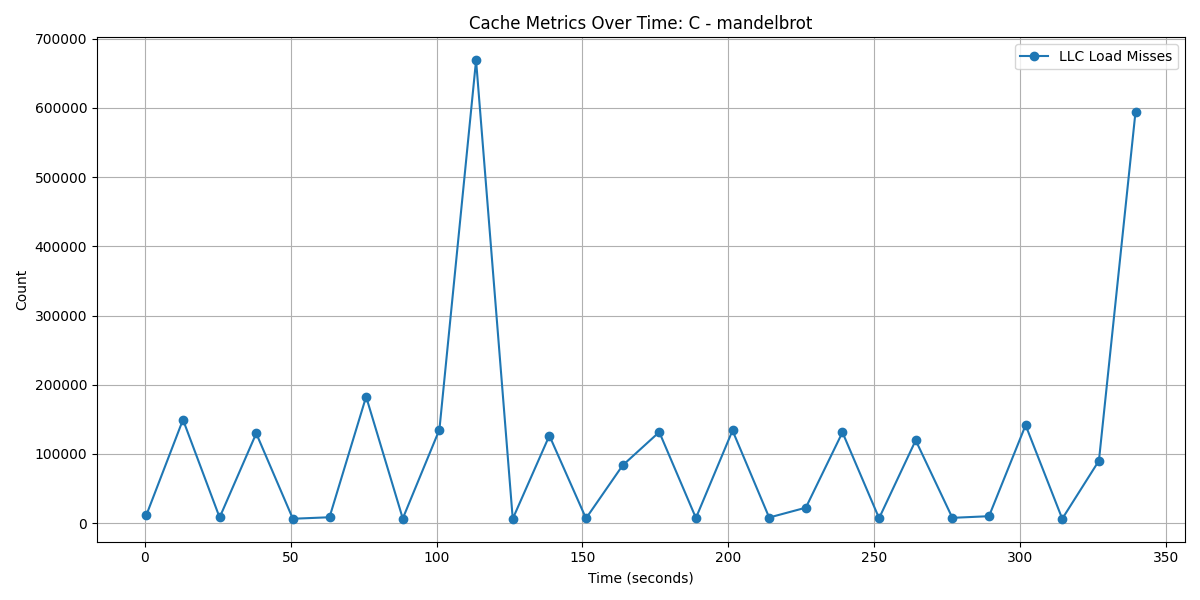 Cache Metrics Over Time: C - mandelbrot
LLC Load Misses
700000
600000
500000
400000
300000
200000
100000
0
Count
0 50 100 150 200 250 300 350
Time (seconds)